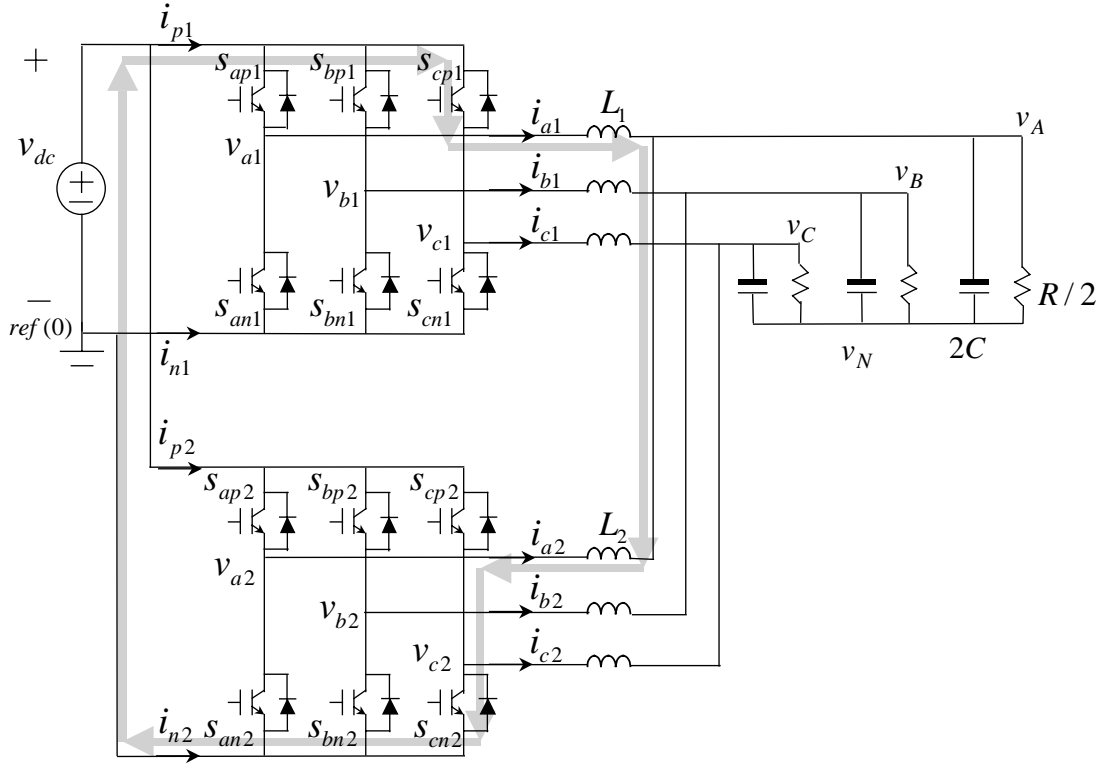 i_{p1}
+
s_{ap1} s_{bp1} s_{cp1}
L_1
i_{a1}
v_A
v_{dc}
v_{a1}
+
−
i_{b1}
v_B
v_{b1}
v_{c1}
i_{c1}
v_C
−
s_{an1} s_{bn1} s_{cn1}
R / 2
ref (0)
i_{n1}
v_N
2C
i_{p2}
s_{ap2} s_{bp2} s_{cp2}
L_2
i_{a2}
v_{a2}
i_{b2}
v_{b2}
v_{c2}
i_{c2}
i_{n2}
s_{an2} s_{bn2} s_{cn2}